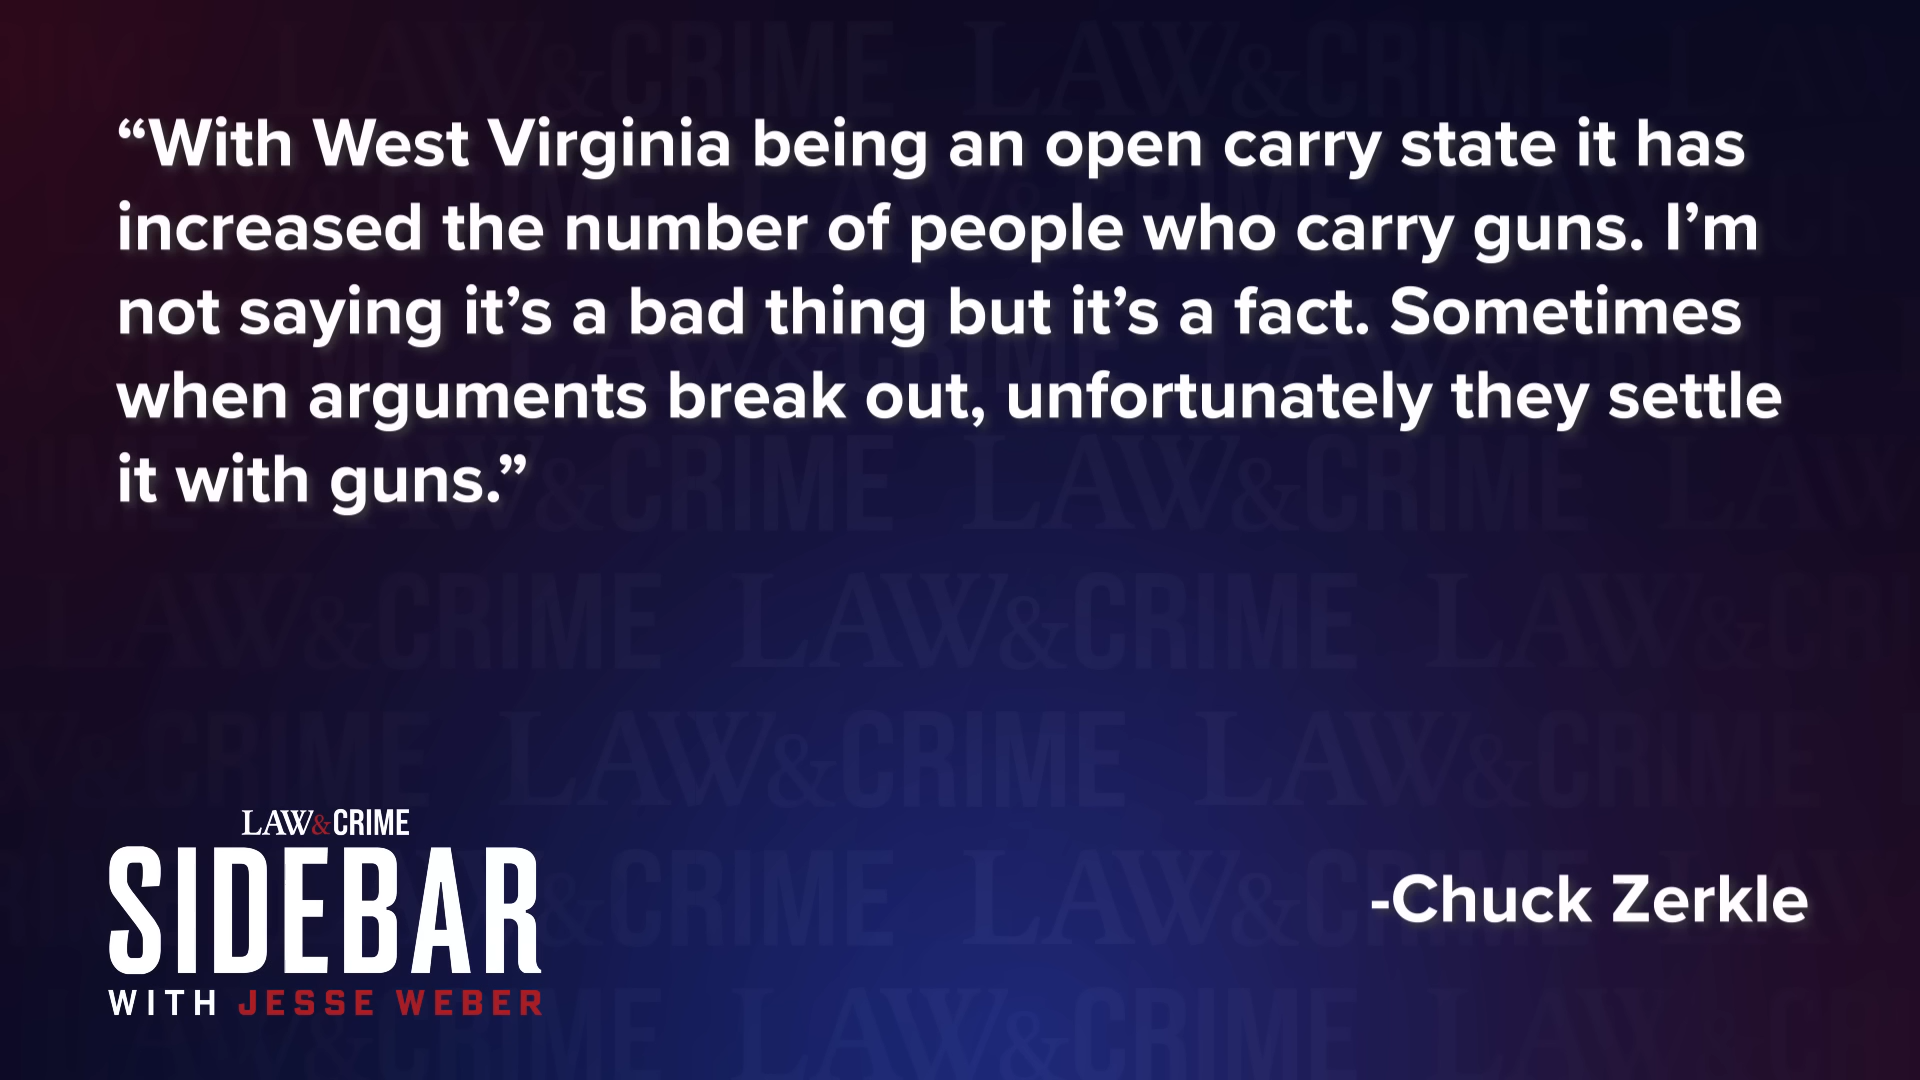 “With West Virginia being an open carry state it has
increased the number of people who carry guns. I’m
not saying it’s a bad thing but it’s a fact. Sometimes
when arguments break out, unfortunately they settle
it with guns.”
LAW&CRIME
SIDEBAR
WITH JESSE WEBER
-Chuck Zerkle